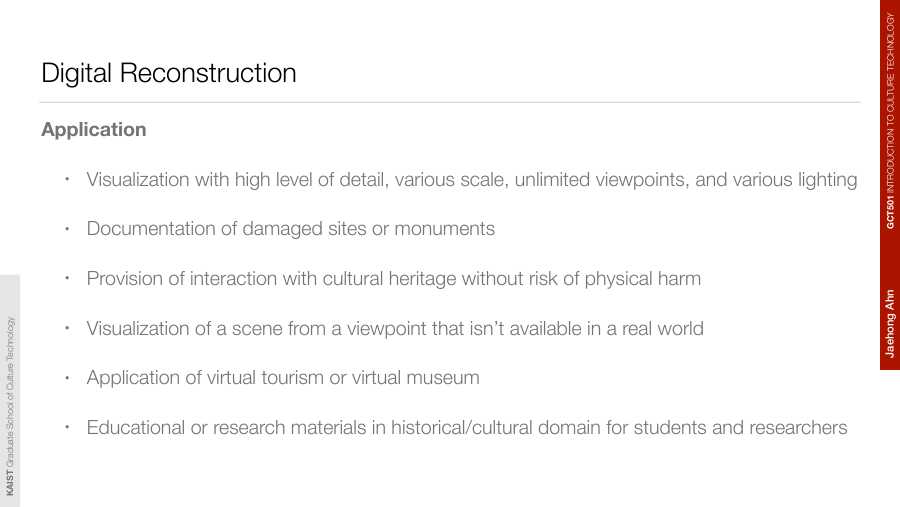 Digital Reconstruction
Application
• Visualization with high level of detail, various scale, unlimited viewpoints, and various lighting
• Documentation of damaged sites or monuments
• Provision of interaction with cultural heritage without risk of physical harm
• Visualization of a scene from a viewpoint that isn’t available in a real world
• Application of virtual tourism or virtual museum
• Educational or research materials in historical/cultural domain for students and researchers
KAIST Graduate School of Culture Technology
GCT501 INTRODUCTION TO CULTURE TECHNOLOGY
Jaehong Ahn